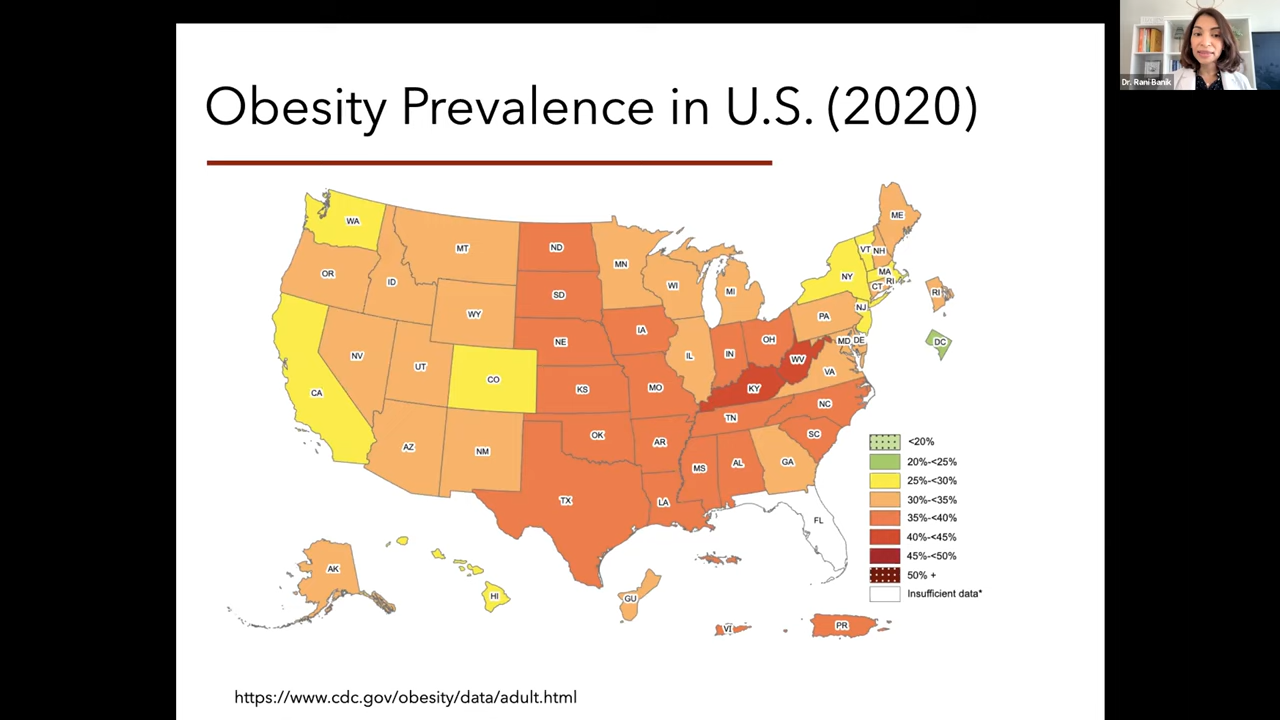 Dr. Rani Banik
Obesity Prevalence in U.S. (2020)
WA
MT
ND
MN
ME
VT
NH
OR
ID
SD
WI
MI
NY
MA
RI
CT
RI
WY
NE
IA
PA
NJ
NV
UT
CO
IL
IN
OH
MD
DE
DC
CA
KS
MO
KY
WV
VA
AZ
NM
OK
AR
TN
NC
SC
MS
AL
GA
TX
LA
FL
<20%
20%-<25%
25%-<30%
30%-<35%
35%-<40%
40%-<45%
45%-<50%
50% +
Insufficient data*
AK
HI
GU
VI
PR
https://www.cdc.gov/obesity/data/adult.html